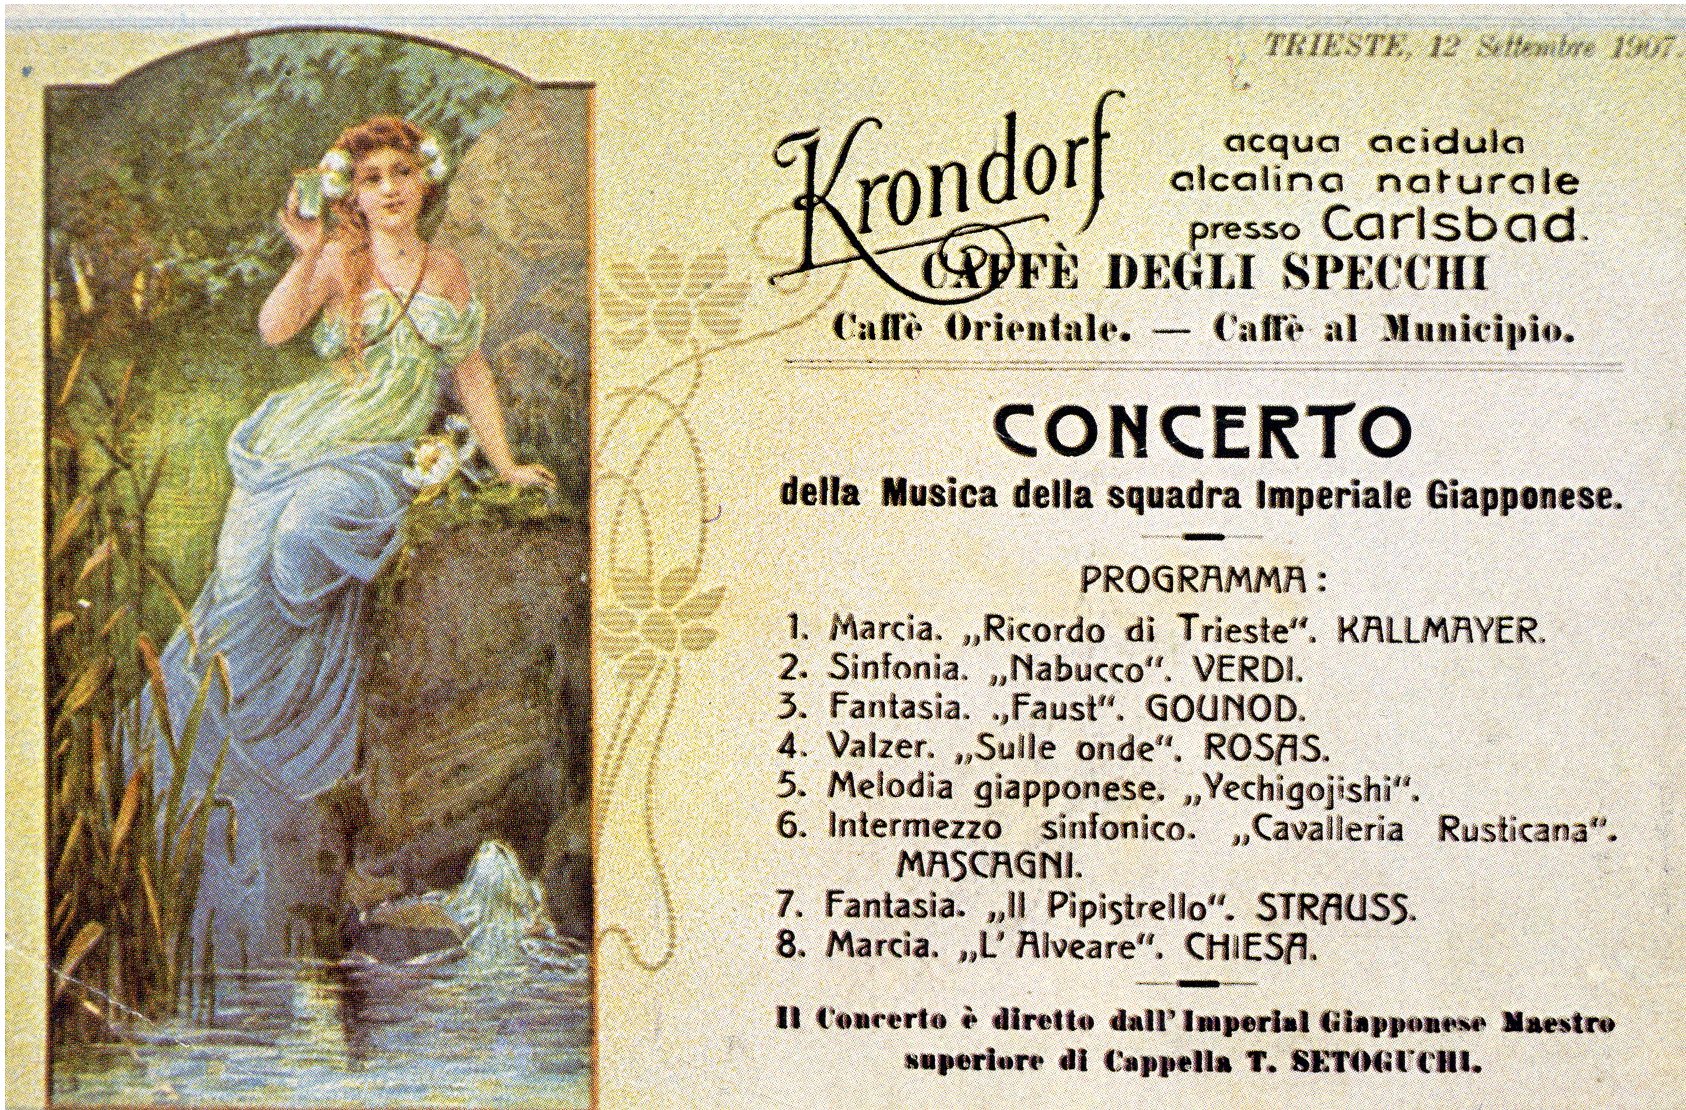 TRIESTE, 12 Settembre 1907.
Krondorf
acqua acidula
alcalina naturale
presso Carlsbad.
CAFFÈ DEGLI SPECCHI
Caffè Orientale. — Caffè al Municipio.
CONCERTO
della Musica della squadra Imperiale Giapponese.
PROGRAMMA :
1. Marcia. „Ricordo di Trieste“. KALLMAYER.
2. Sinfonia. „Nabucco“. VERDI.
3. Fantasia. „Faust“. GOUNOD.
4. Valzer. „Sulle onde“. ROSAS.
5. Melodia giapponese. „Yechigojishi“.
6. Intermezzo sinfonico. „Cavalleria Rusticana“.
MASCAGNI.
7. Fantasia. „Il Pipistrello“. STRAUSS.
8. Marcia. „L' Alveare“. CHIESA.
Il Concerto è diretto dall' Imperial Giapponese Maestro
superiore di Cappella T. SETOGUCHI.